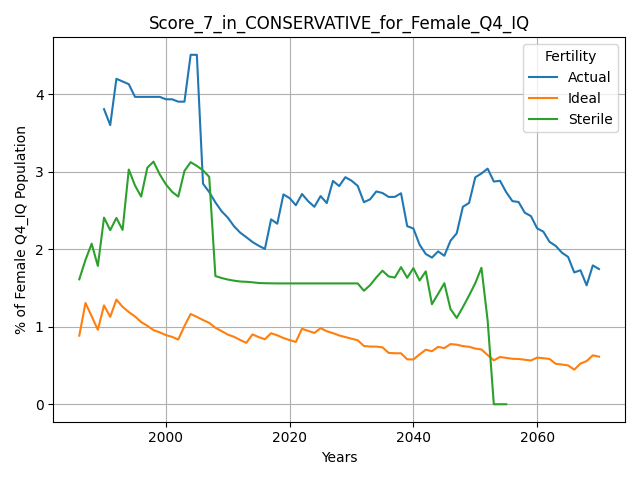 Score_7_in_CONSERVATIVE_for_Female_Q4_IQ
% of Female Q4_IQ Population
4
3
2
1
0
Fertility
Actual
Ideal
Sterile
2000
2020
2040
2060
Years